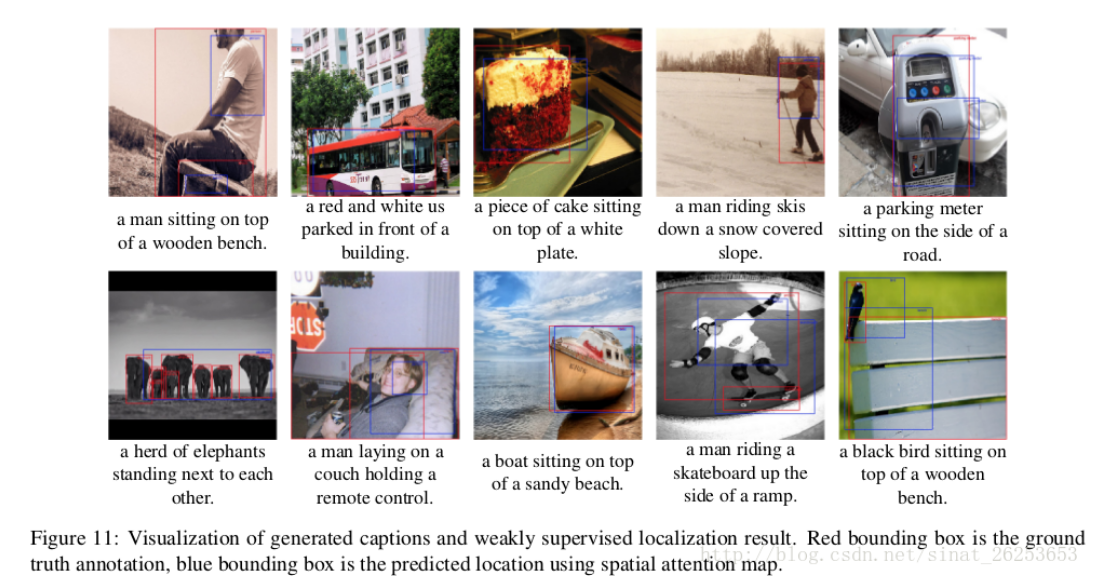 a man sitting on top
of a wooden bench.
a red and white us
parked in front of a
building.
a piece of cake sitting
on top of a white
plate.
a man riding skis
down a snow covered
slope.
a parking meter
sitting on the side of a
road.
STOP
a herd of elephants
standing next to each
other.
a man laying on a
couch holding a
remote control.
a boat sitting on top
of a sandy beach.
a man riding a
skateboard up the
side of a ramp.
a black bird sitting on
top of a wooden
bench.
Figure 11: Visualization of generated captions and weakly supervised localization result. Red bounding box is the ground
truth annotation, blue bounding box is the predicted location using spatial attention map.
http://blog.csdn.net/sinat_26253653